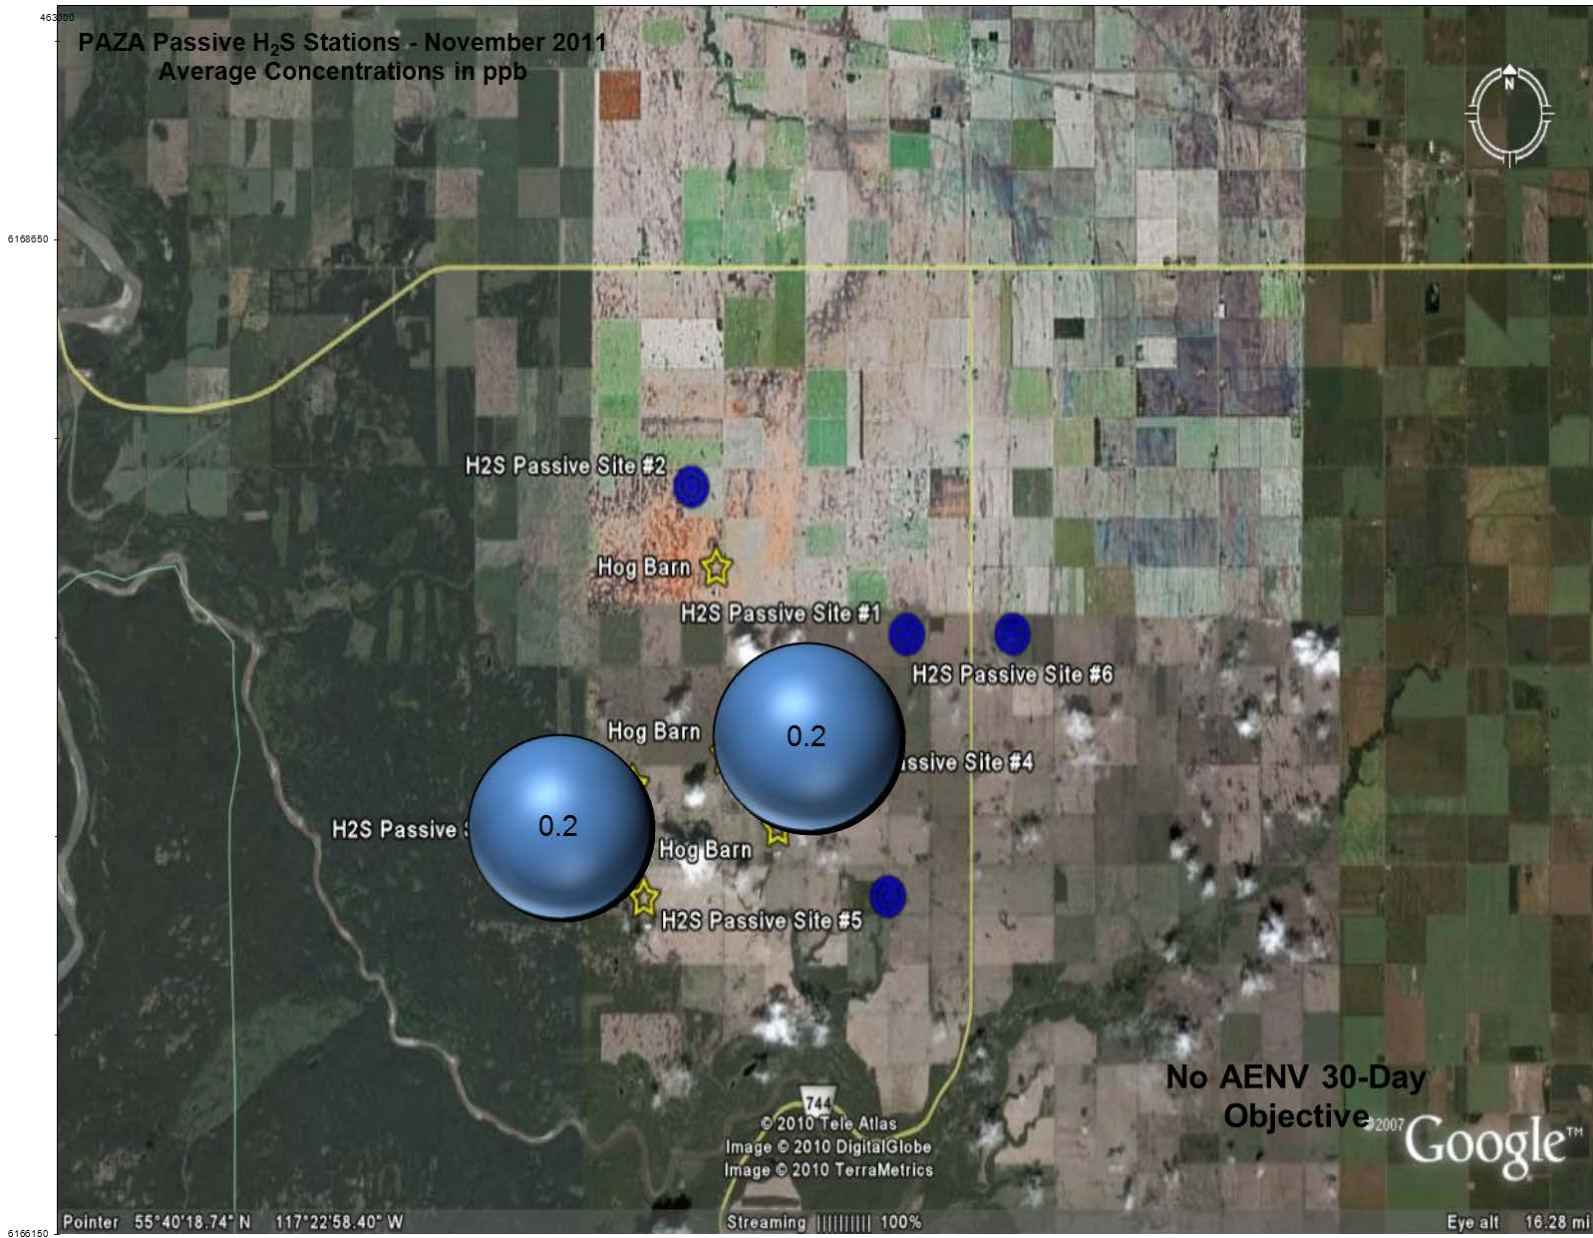 463000
PAZA Passive H₂S Stations - November 2011
Average Concentrations in ppb
N
6168650
H2S Passive Site #2
Hog Barn
H2S Passive Site #1
H2S Passive Site #6
Hog Barn
0.2
assive Site #4
0.2
H2S Passive
Hog Barn
H2S Passive Site #5
No AENV 30-Day
Objective
744
© 2010 Tele Atlas
Image © 2010 DigitalGlobe
Image © 2010 TerraMetrics
©2007 Google™
Pointer 55°40'18.74" N 117°22'58.40" W
Streaming |||||||||| 100%
Eye alt 16.28 mi
6166150